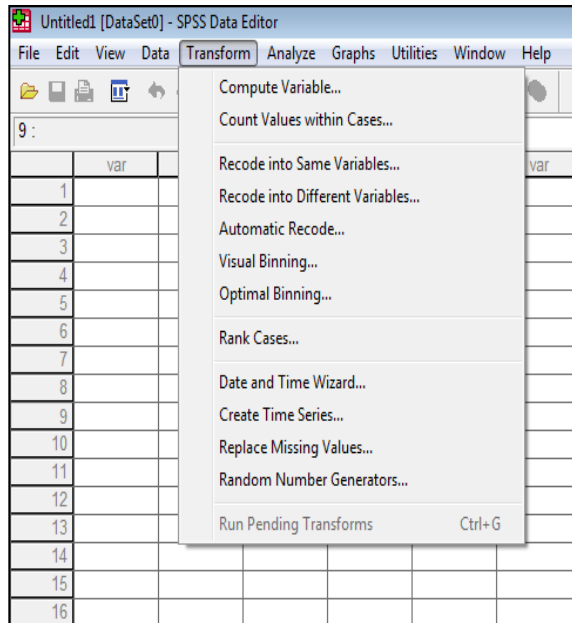 Untitled1 [DataSet0] - SPSS Data Editor
File Edit View Data Transform Analyze Graphs Utilities Window Help
9 :
var var
Compute Variable...
Count Values within Cases...
Recode into Same Variables...
Recode into Different Variables...
Automatic Recode...
Visual Binning...
Optimal Binning...
Rank Cases...
Date and Time Wizard...
Create Time Series...
Replace Missing Values...
Random Number Generators...
Run Pending Transforms Ctrl+G
1
2
3
4
5
6
7
8
9
10
11
12
13
14
15
16